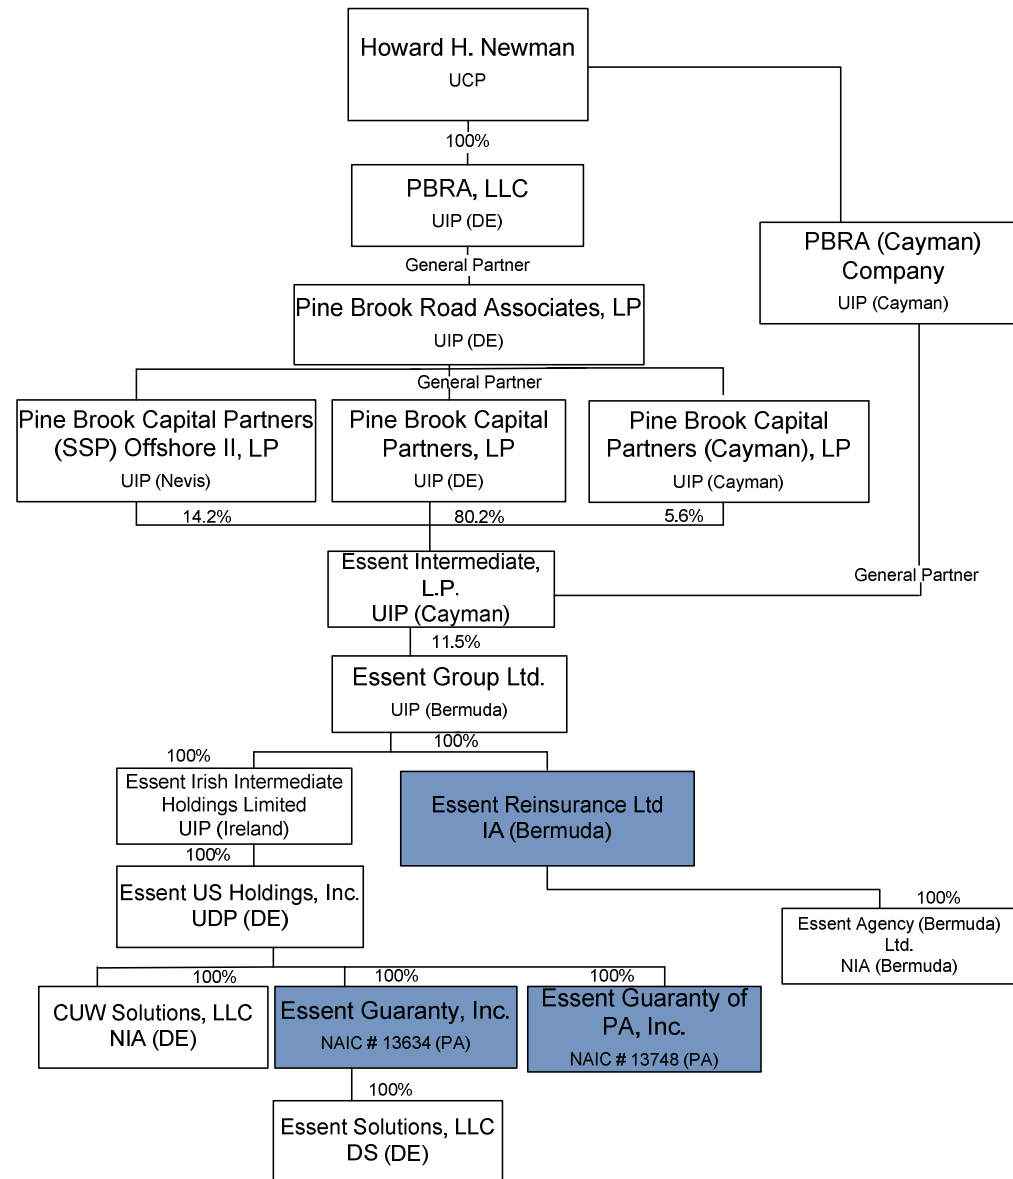 Howard H. Newman
UCP
100%
PBRA, LLC
UIP (DE)
PBRA (Cayman)
Company
UIP (Cayman)
General Partner
Pine Brook Road Associates, LP
UIP (DE)
General Partner
Pine Brook Capital Partners
(SSP) Offshore II, LP
UIP (Nevis)
Pine Brook Capital
Partners, LP
UIP (DE)
Pine Brook Capital
Partners (Cayman), LP
UIP (Cayman)
14.2%
80.2%
5.6%
Essent Intermediate,
L.P.
UIP (Cayman)
General Partner
11.5%
Essent Group Ltd.
UIP (Bermuda)
100%
100%
Essent Irish Intermediate
Holdings Limited
UIP (Ireland)
Essent Reinsurance Ltd
IA (Bermuda)
100%
Essent US Holdings, Inc.
UDP (DE)
100%
Essent Agency (Bermuda)
Ltd.
NIA (Bermuda)
100%
100%
100%
CUW Solutions, LLC
NIA (DE)
Essent Guaranty, Inc.
NAIC # 13634 (PA)
Essent Guaranty of
PA, Inc.
NAIC # 13748 (PA)
100%
Essent Solutions, LLC
DS (DE)